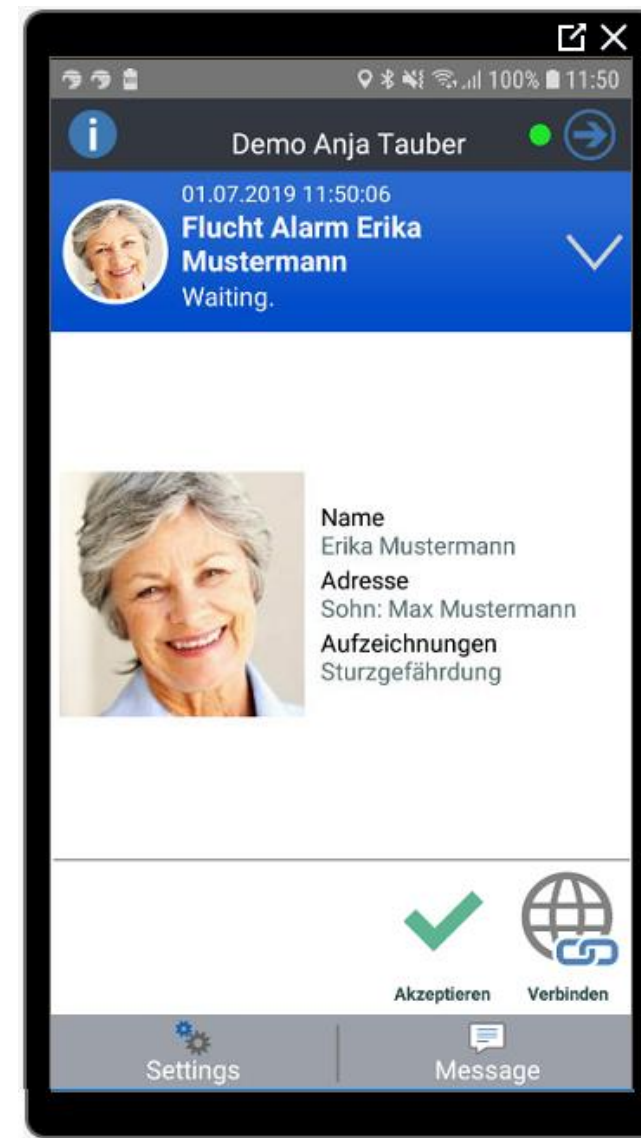 100% 11:50
Demo Anja Tauber
01.07.2019 11:50:06
Flucht Alarm Erika
Mustermann
Waiting.
Name
Erika Mustermann
Adresse
Sohn: Max Mustermann
Aufzeichnungen
Sturzgefährdung
Akzeptieren Verbinden
Settings Message